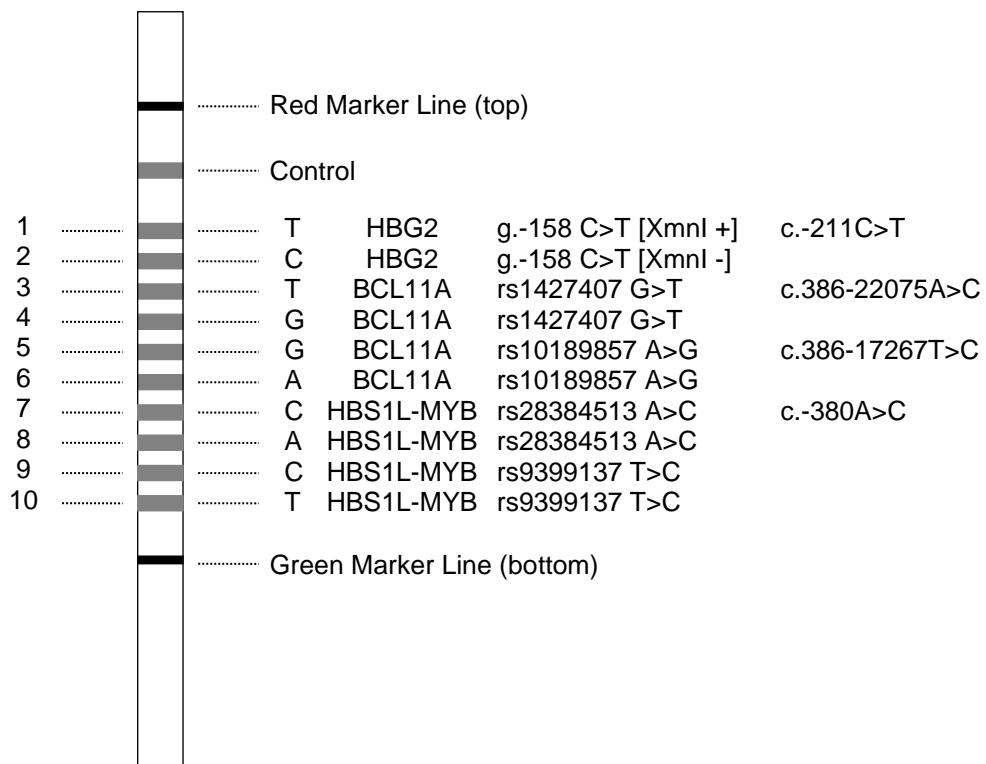 Red Marker Line (top)
Control
1 T HBG2 g.-158 C>T [XmnI +] c.-211C>T
2 C HBG2 g.-158 C>T [XmnI -]
3 T BCL11A rs1427407 G>T c.386-22075A>C
4 G BCL11A rs1427407 G>T
5 G BCL11A rs10189857 A>G c.386-17267T>C
6 A BCL11A rs10189857 A>G
7 C HBS1L-MYB rs28384513 A>C c.-380A>C
8 A HBS1L-MYB rs28384513 A>C
9 C HBS1L-MYB rs9399137 T>C
10 T HBS1L-MYB rs9399137 T>C
Green Marker Line (bottom)